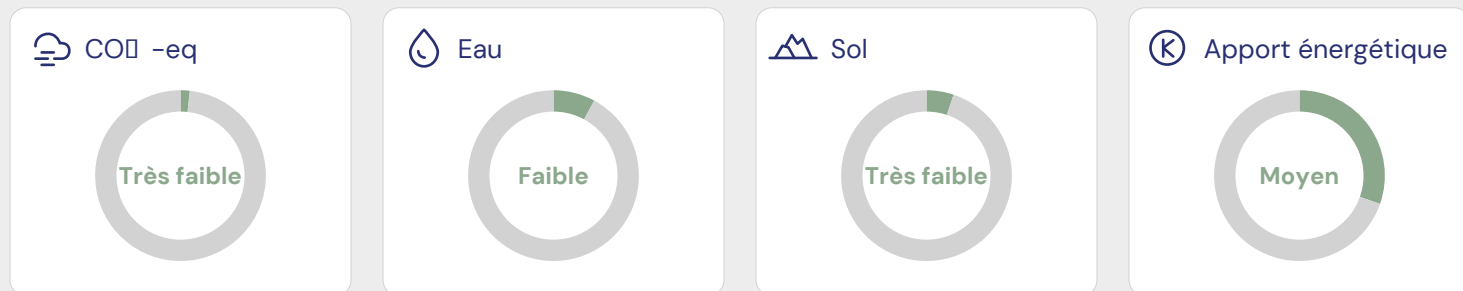 CO▯ -eq
Très faible
Eau
Faible
Sol
Très faible
Apport énergétique
Moyen